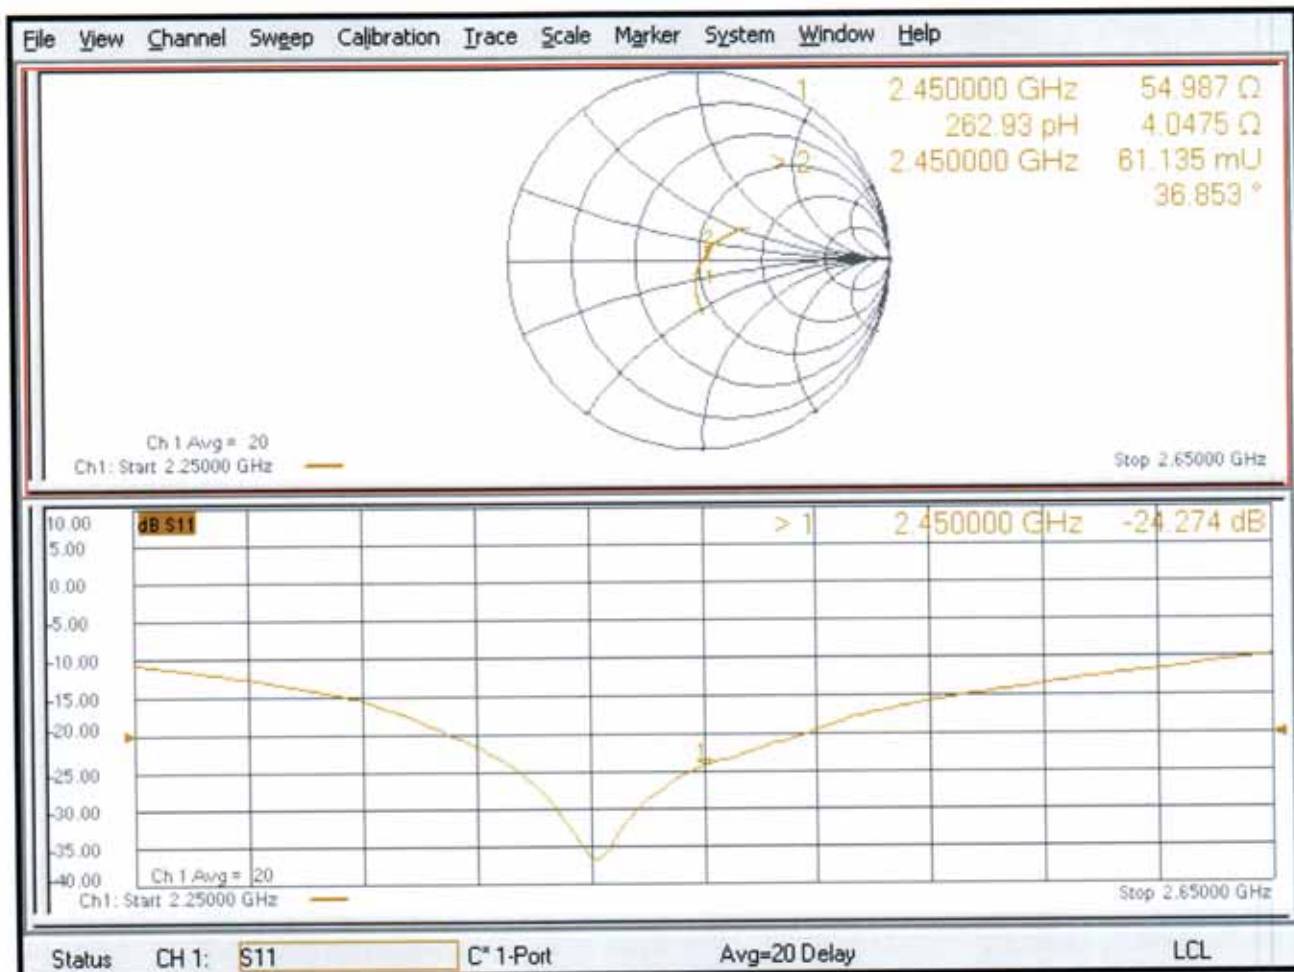 File View Channel Sweep Calibration Trace Scale Marker System Window Help
1 2.450000 GHz 54.987 Ω
262.93 pH 4.0475 Ω
> 2 2.450000 GHz 61.135 mU
36.853 °
2
1
Ch 1 Avg = 20
Ch1: Start 2.25000 GHz
Stop 2.65000 GHz
10.00
dB S11
> 1 2.450000 GHz -24.274 dB
5.00
0.00
-5.00
-10.00
-15.00
-20.00
1
-25.00
-30.00
-35.00
-40.00
Ch 1 Avg = 20
Ch1: Start 2.25000 GHz
Stop 2.65000 GHz
Status CH 1: S11 C* 1-Port Avg=20 Delay LCL